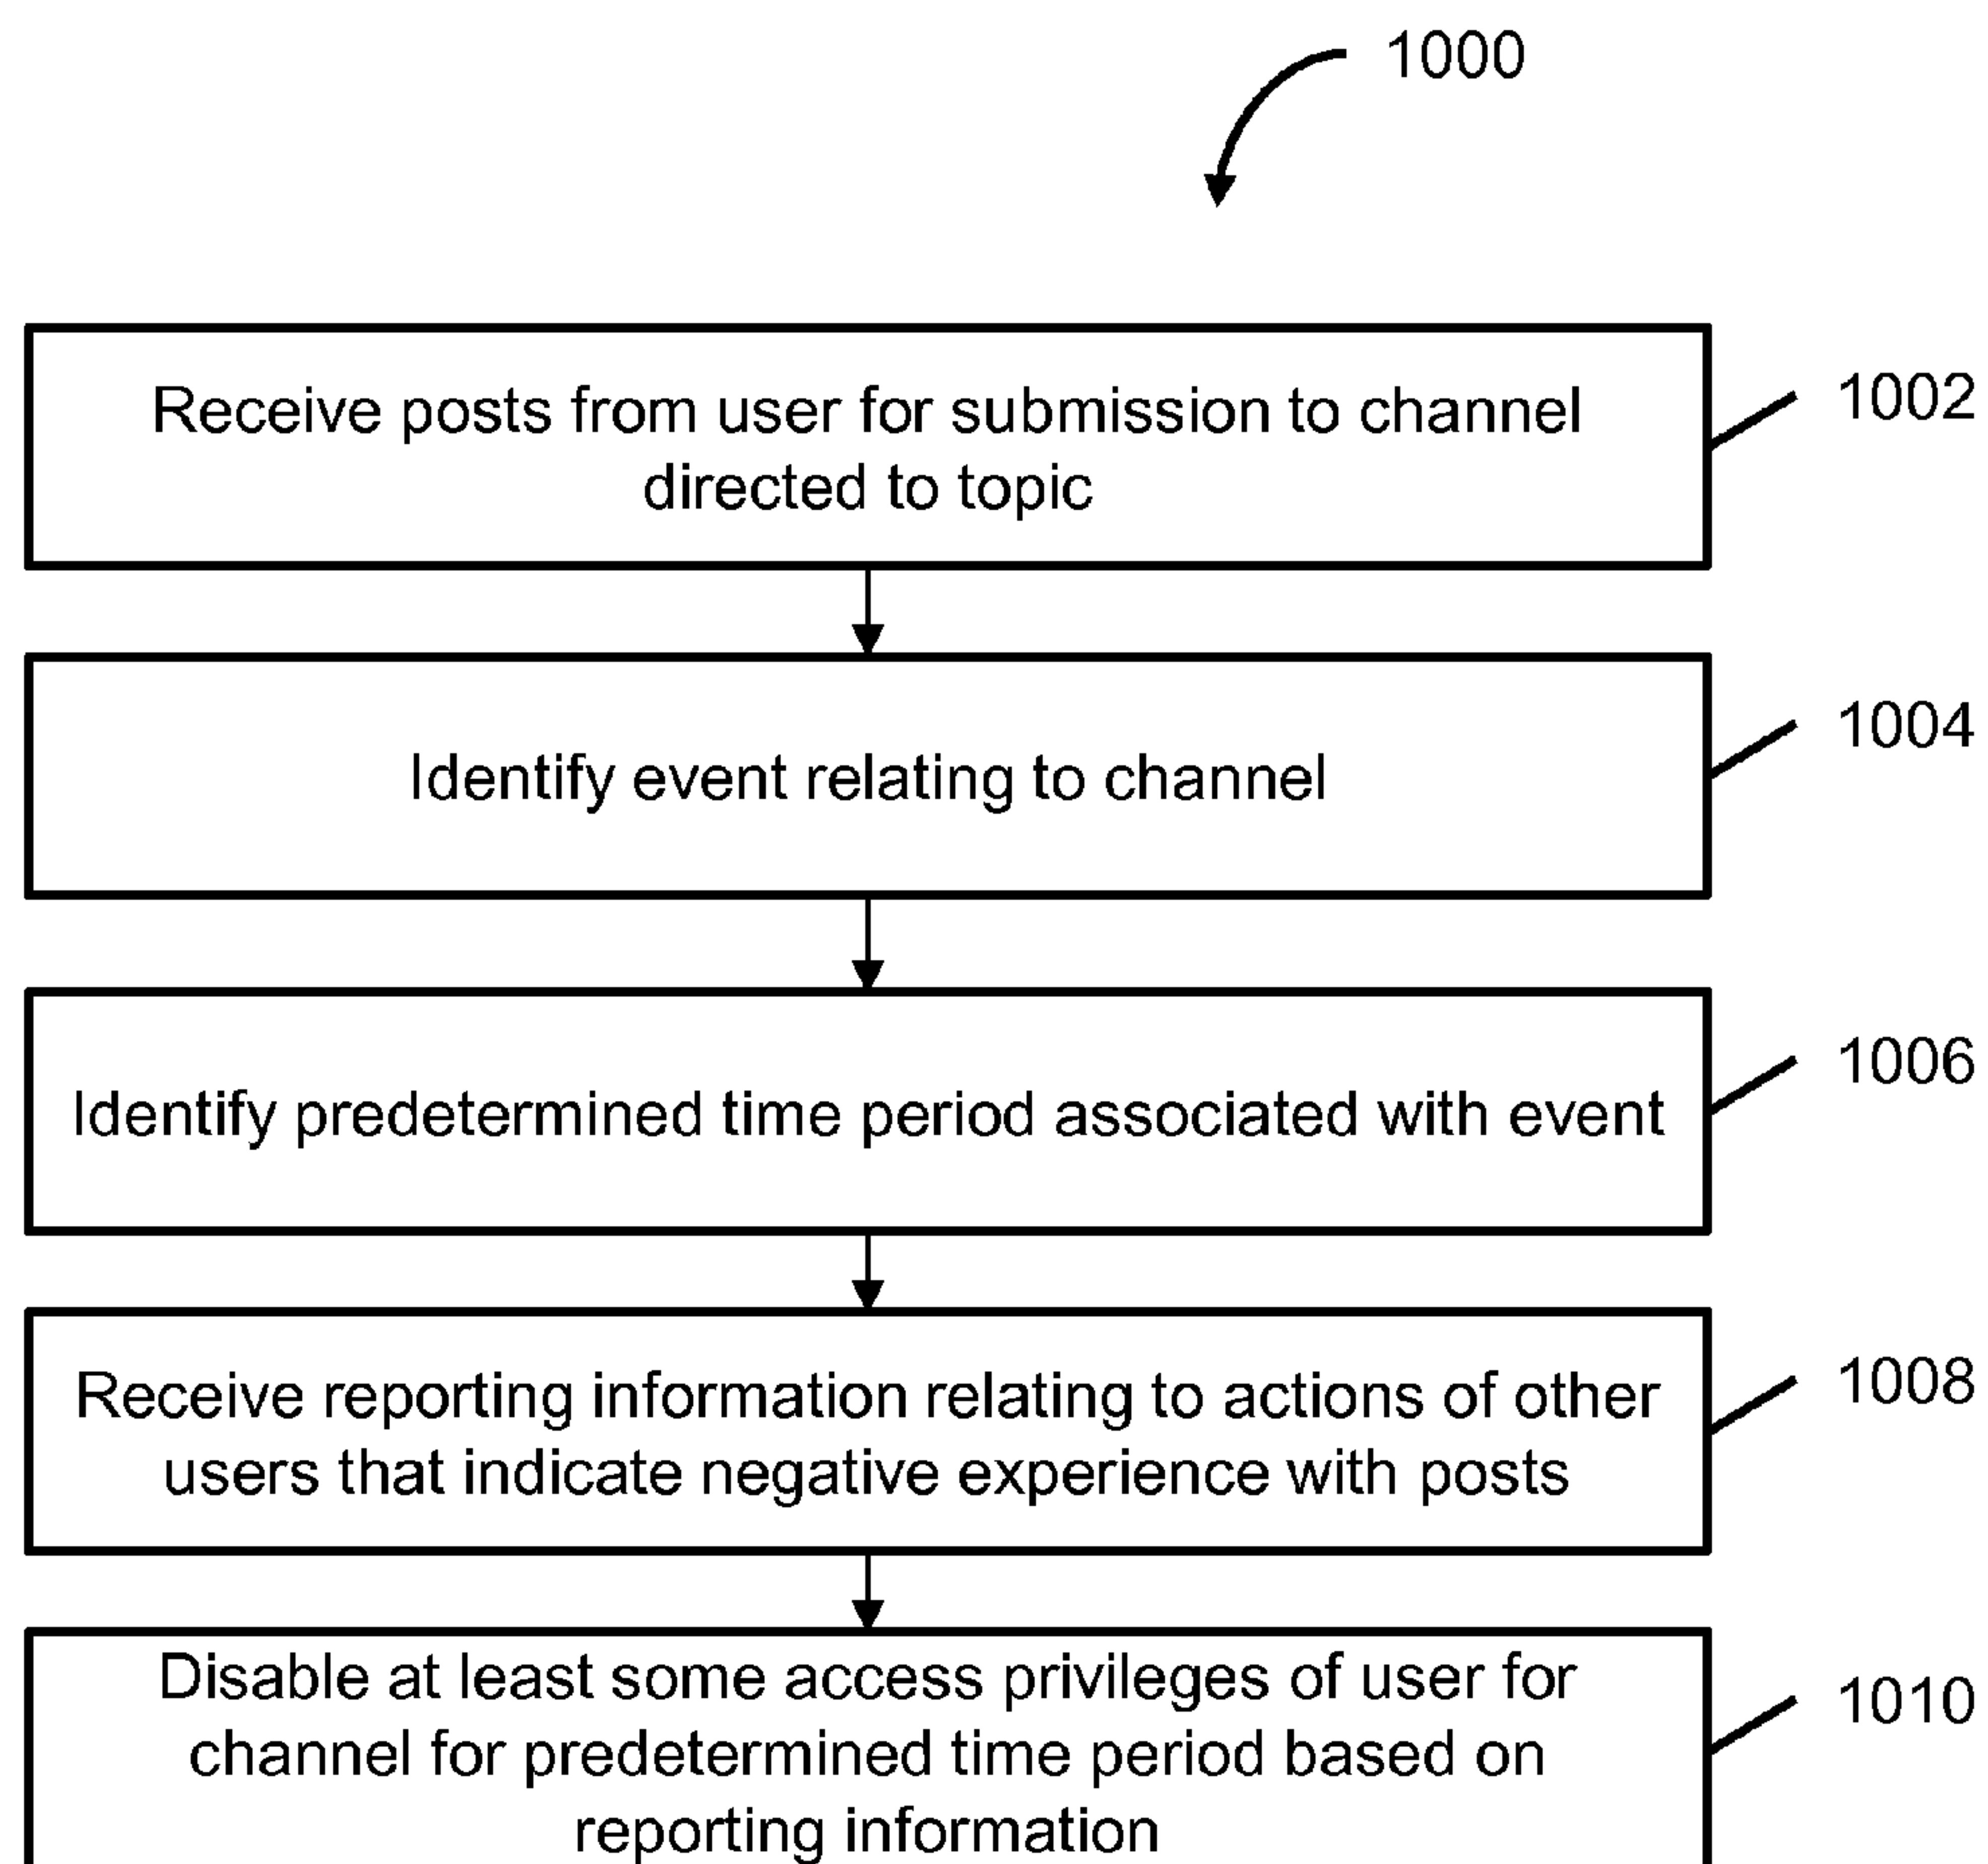 1000
Receive posts from user for submission to channel
directed to topic
1002
Identify event relating to channel
1004
Identify predetermined time period associated with event
1006
Receive reporting information relating to actions of other
users that indicate negative experience with posts
1008
Disable at least some access privileges of user for
channel for predetermined time period based on
reporting information
1010